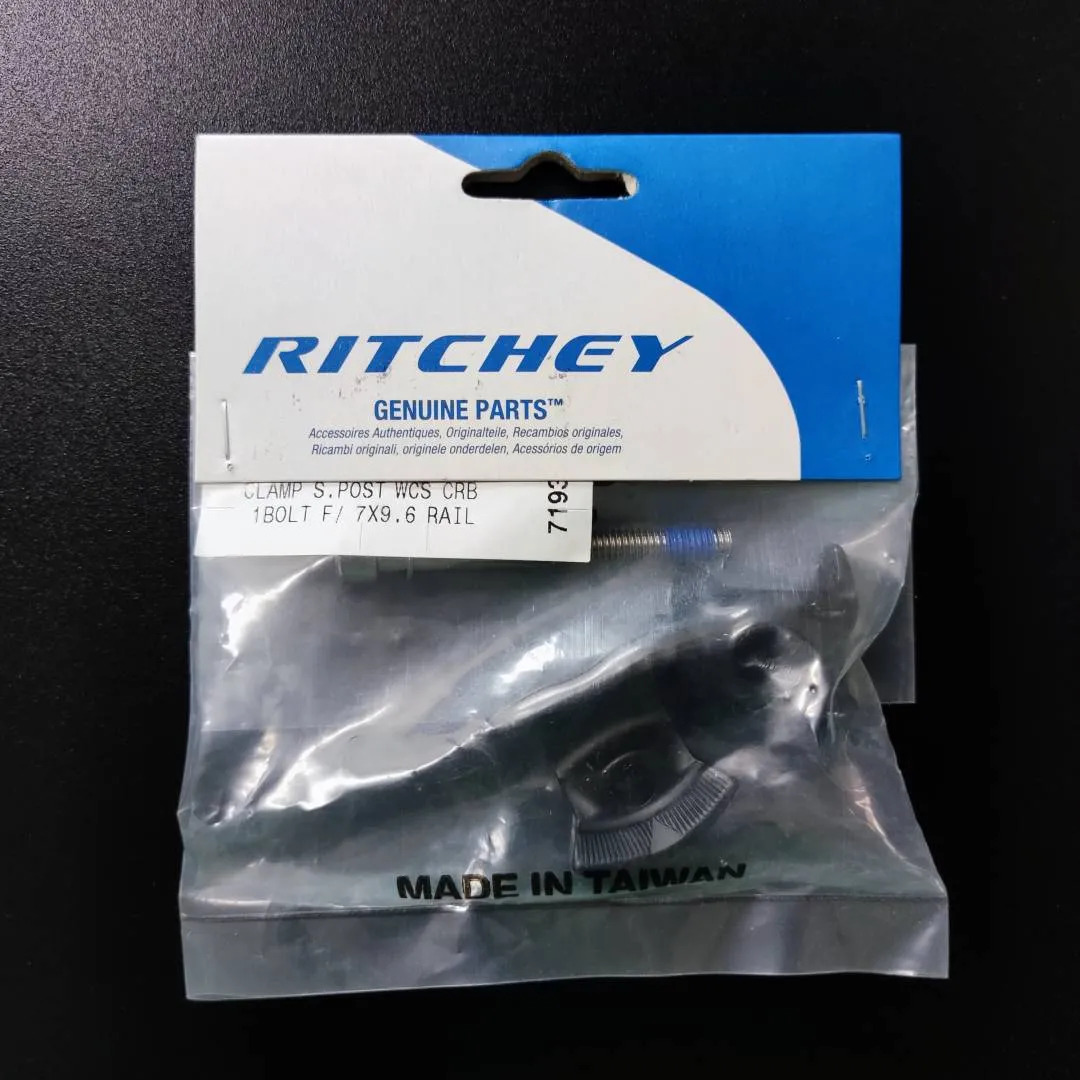 RITCHEY
GENUINE PARTS™
Accessoires Authentiques, Originalteile, Recambios originales,
Ricambi originali, originele onderdelen, Acessórios de origem
CLAMP S.POST WCS CRB
1BOLT F/ 7X9.6 RAIL
7193
MADE IN TAIWAN